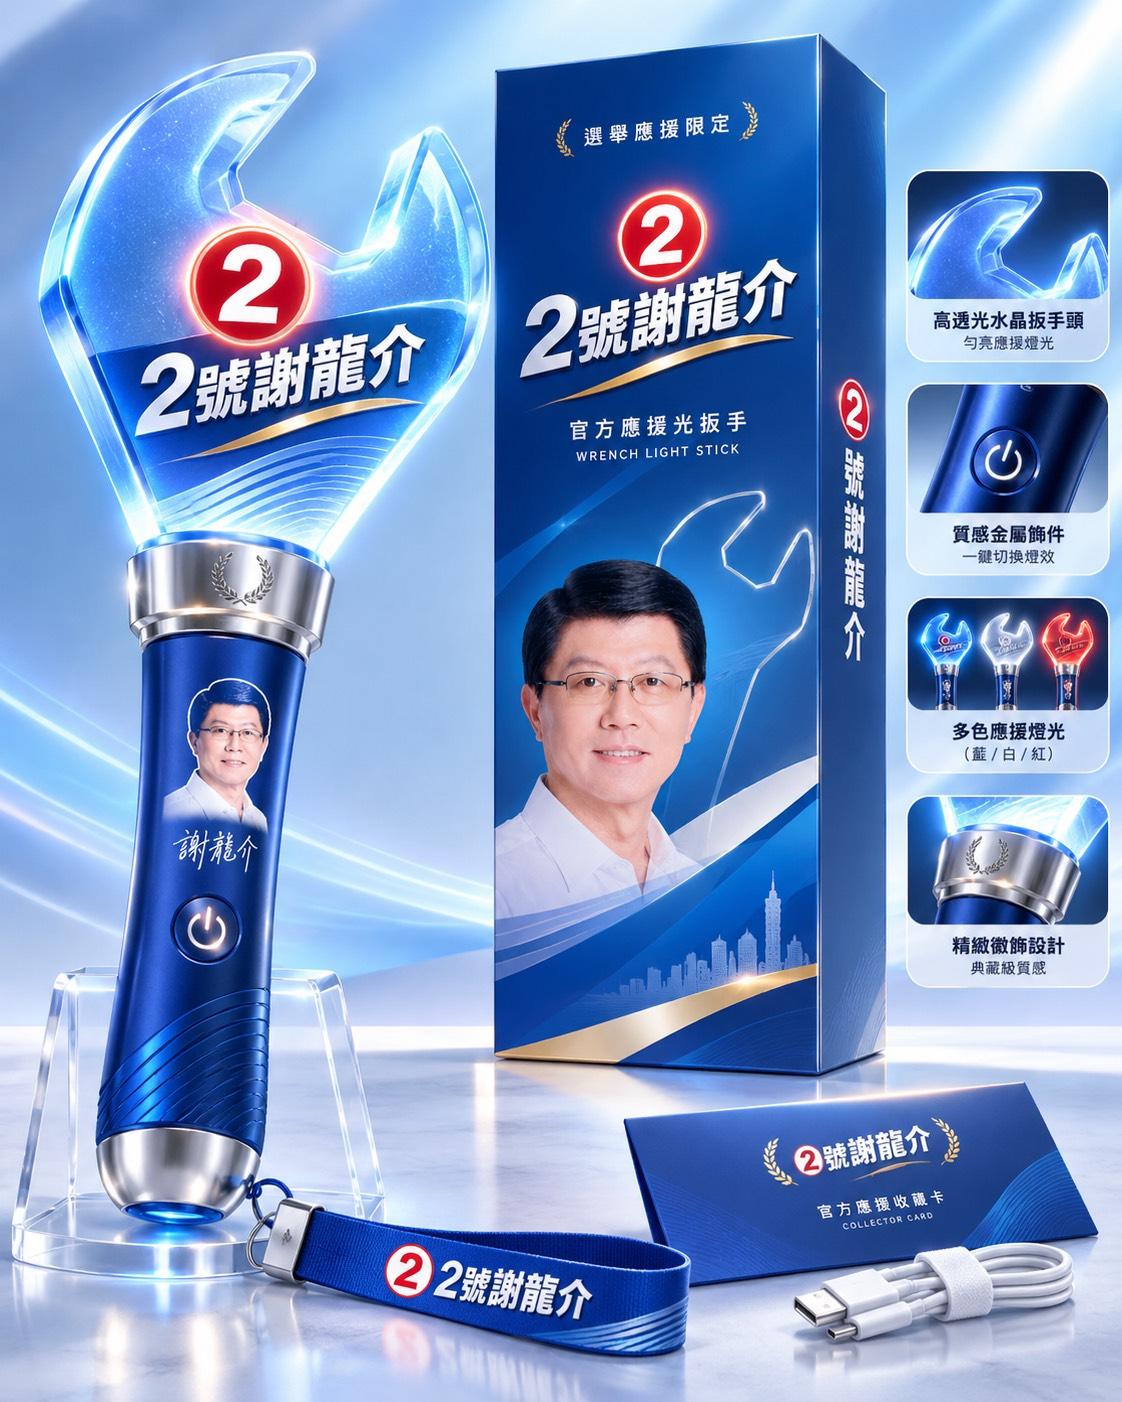 2
2號謝龍介
謝龍介
選舉應援限定
2
2號謝龍介
官方應援光扳手
WRENCH LIGHT STICK
2
號謝龍介
高透光水晶扳手頭
勻亮應援燈光
質感金屬飾件
一鍵切換燈效
多色應援燈光
(藍/白/紅)
精緻徽飾設計
典藏級質感
2號謝龍介
官方應援收藏卡
COLLECTOR CARD
2 2號謝龍介